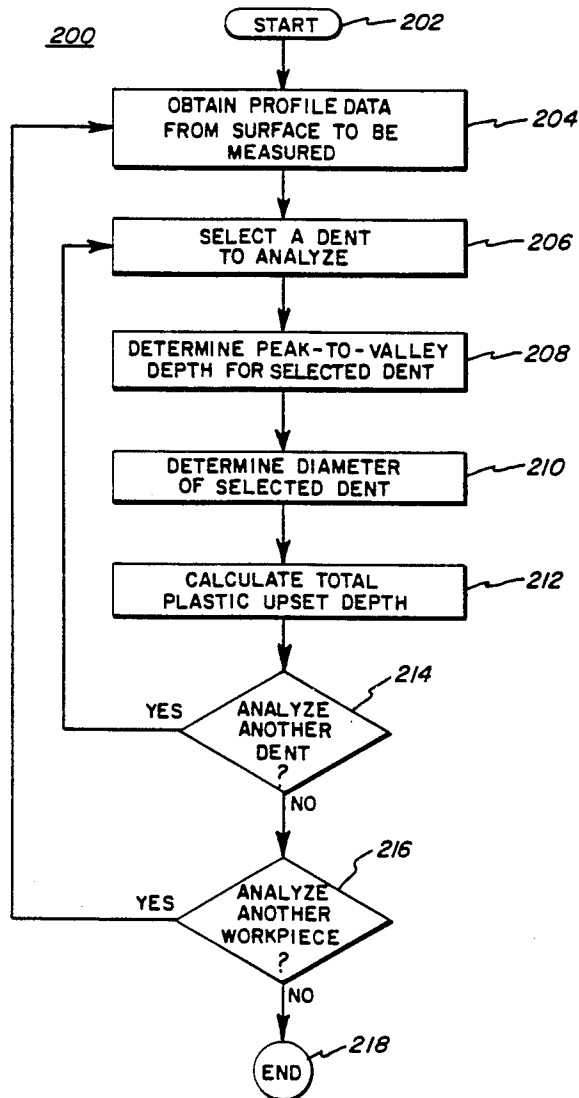 200
START
202
OBTAIN PROFILE DATA
FROM SURFACE TO BE
MEASURED
204
SELECT A DENT
TO ANALYZE
206
DETERMINE PEAK-TO-VALLEY
DEPTH FOR SELECTED DENT
208
DETERMINE DIAMETER
OF SELECTED DENT
210
CALCULATE TOTAL
PLASTIC UPSET DEPTH
212
214
YES
ANALYZE
ANOTHER
DENT
?
NO
216
YES
ANALYZE
ANOTHER
WORKPIECE
?
NO
218
END